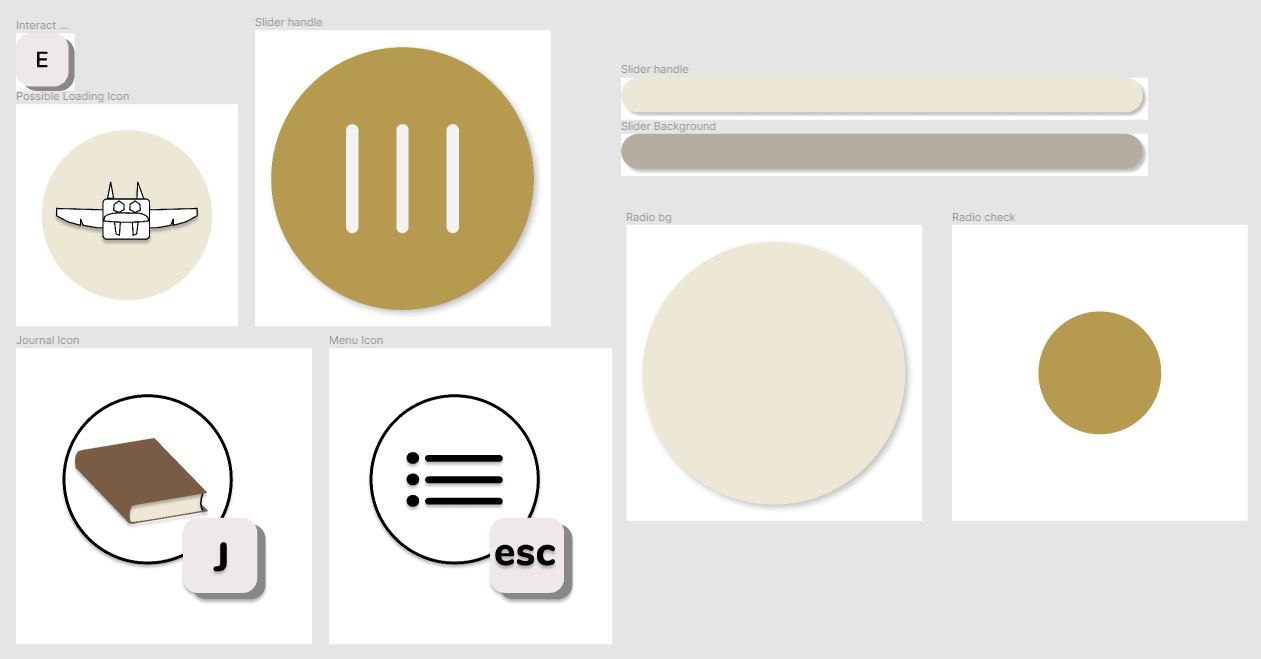 Interact ...
E
Possible Loading Icon
Slider handle
Slider handle
Slider Background
Radio bg
Radio check
Journal Icon
J
Menu Icon
esc